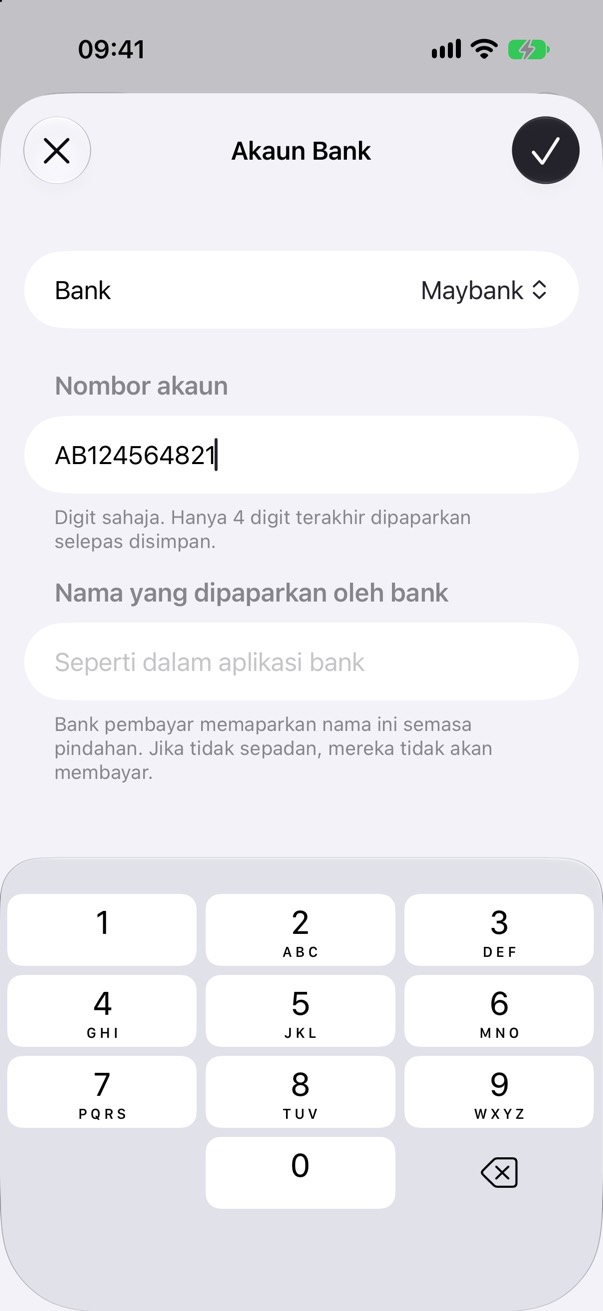 09:41
Akaun Bank
Bank
Maybank
Nombor akaun
AB124564821
Digit sahaja. Hanya 4 digit terakhir dipaparkan
selepas disimpan.
Nama yang dipaparkan oleh bank
Seperti dalam aplikasi bank
Bank pembayar memaparkan nama ini semasa
pindahan. Jika tidak sepadan, mereka tidak akan
membayar.
1
2
ABC
3
DEF
4
GHI
5
JKL
6
MNO
7
PQRS
8
TUV
9
WXYZ
0